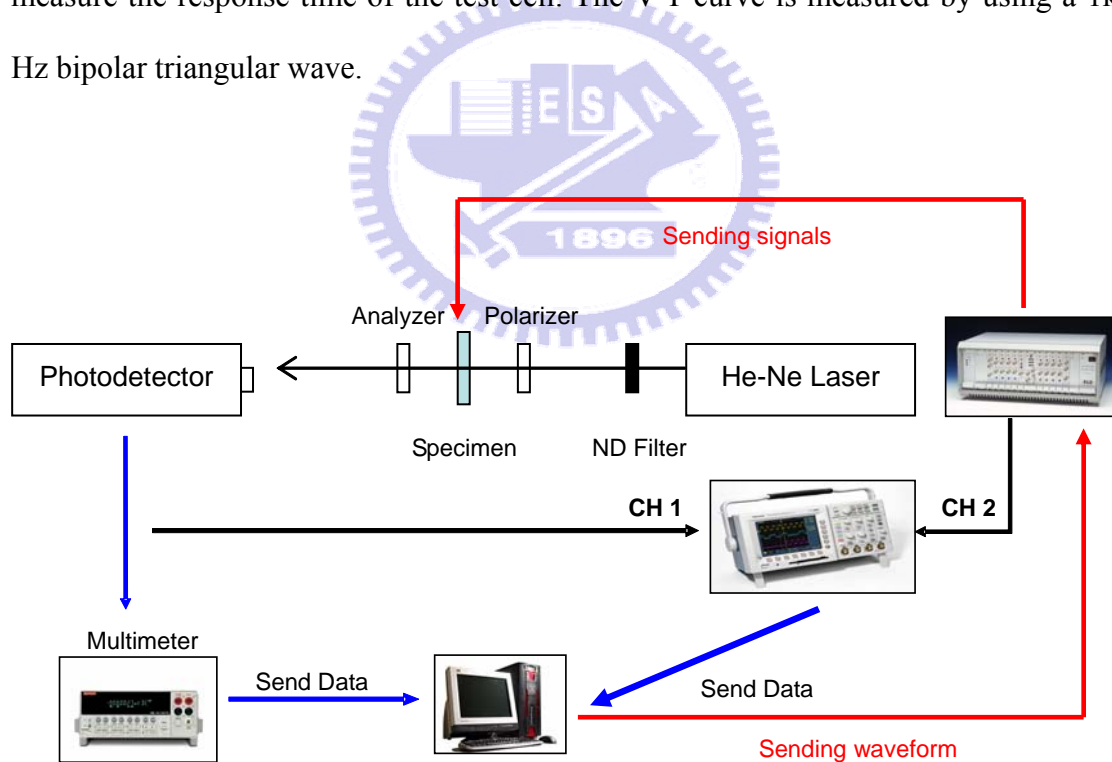 measure the response time of the test cell. The V-T curve is measured by using a 1k
Hz bipolar triangular wave.
E S A
1896
Sending signals
Analyzer
Polarizer
Photodetector
He-Ne Laser
Specimen
ND Filter
CH 1
CH 2
Multimeter
Send Data
Send Data
Sending waveform